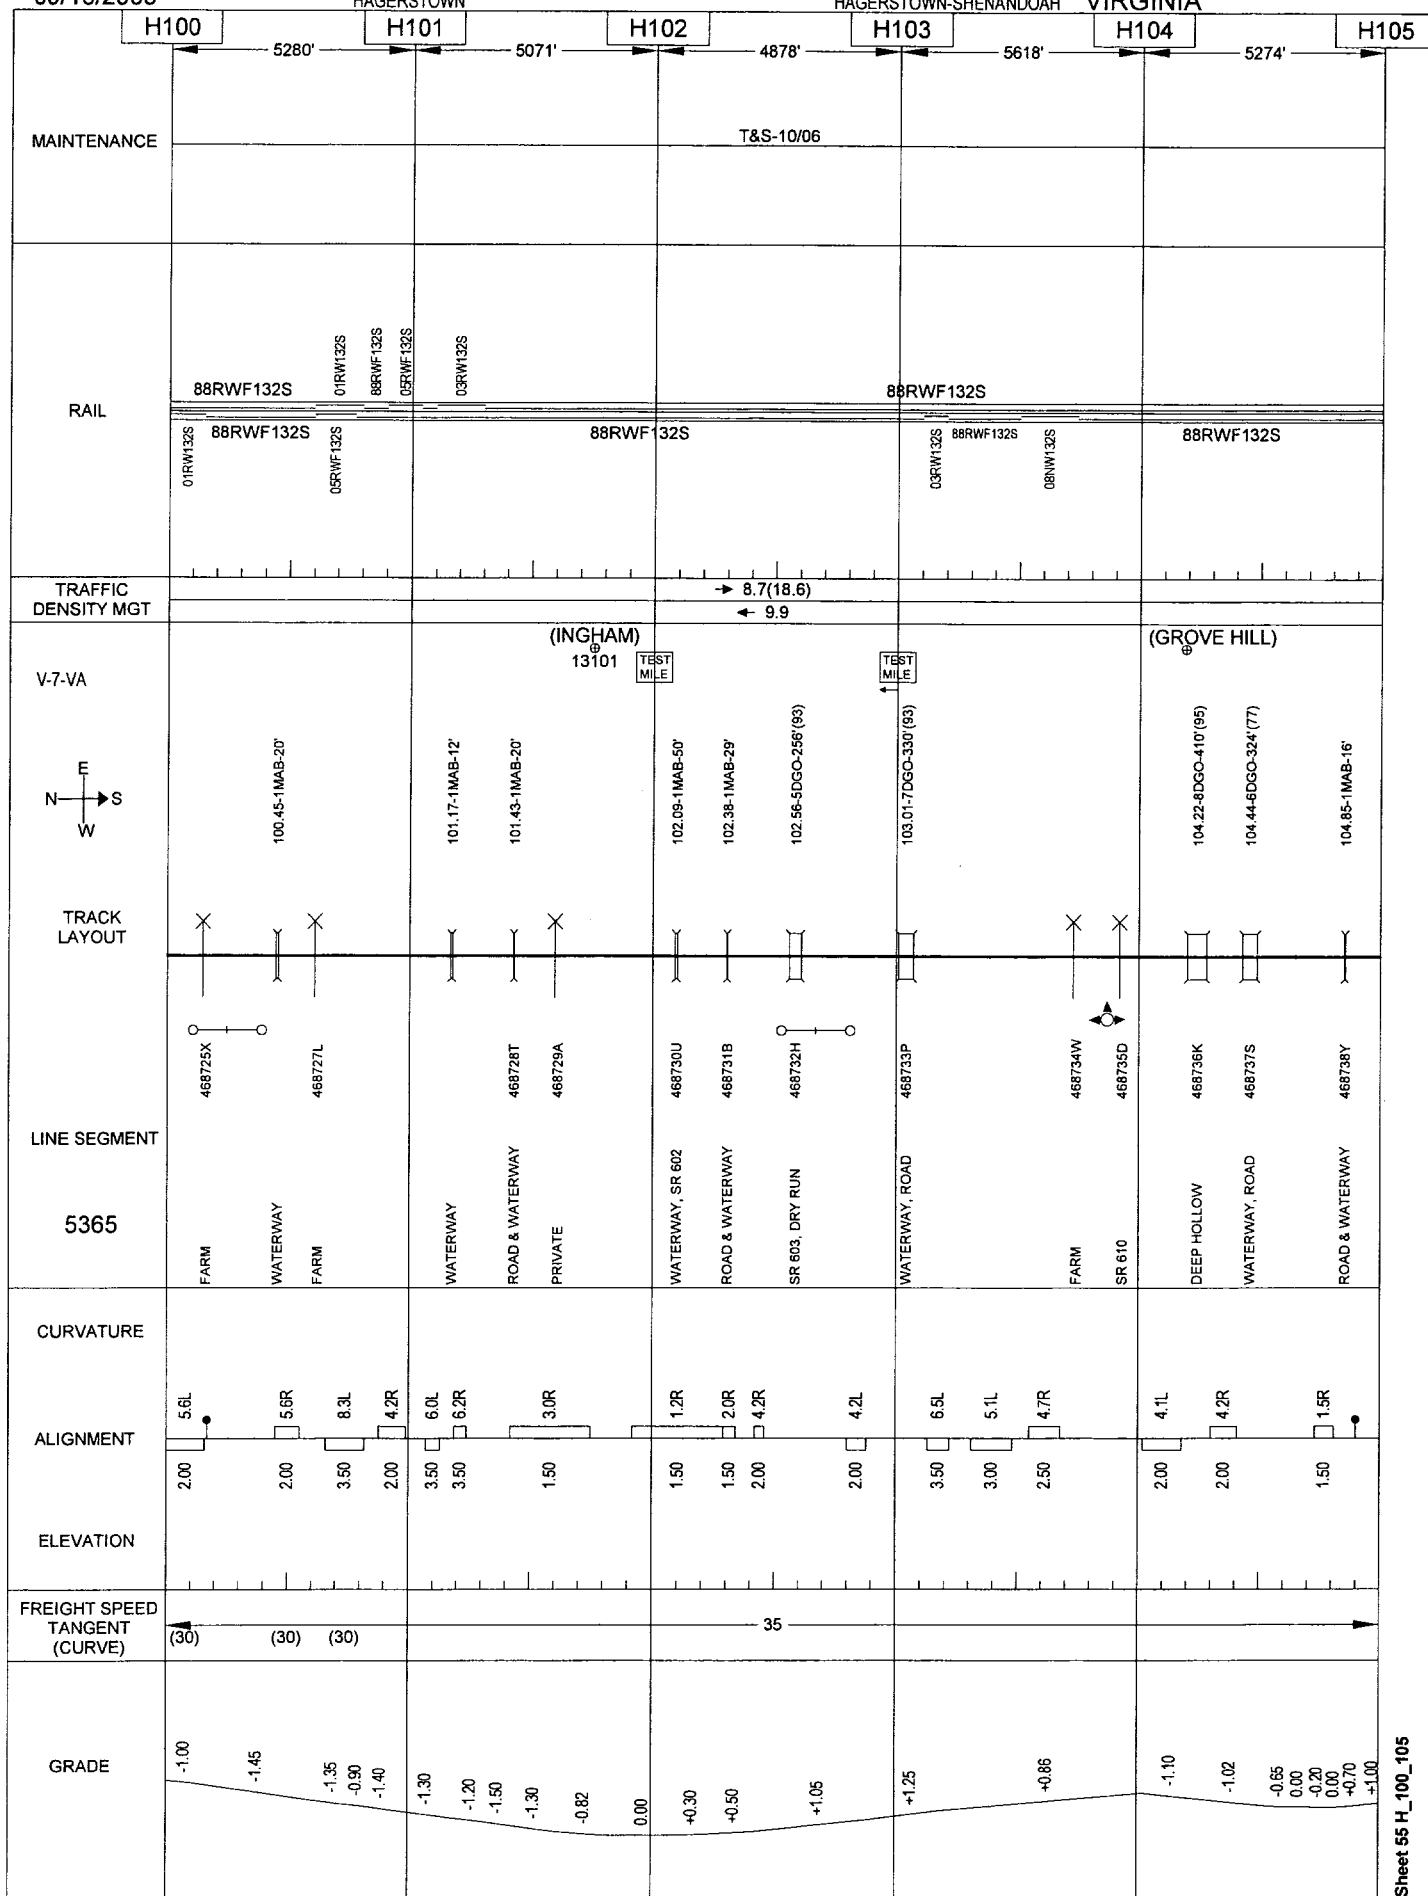 HAGERSTOWN
HAGERSTOWN-SHENANDOAH VIRGINIA
H100 H101 H102 H103 H104 H105
5280' 5071' 4878' 5618' 5274'
MAINTENANCE
T&S-10/06
RAIL
01RW132S
88RWF132S
05RWF132S
03RW132S
88RWF132S
88RWF132S
88RWF132S
88RWF132S
88RWF132S
88RWF132S
01RW132S
05RWF132S
03RW132S
08NW132S
TRAFFIC
DENSITY MGT
8.7(18.6)
9.9
(INGHAM)
13101
TEST
MILE
TEST
MILE
(GROVE HILL)
V-7-VA
E
N S
W
100.45-1MAB-20'
101.17-1MAB-12'
101.43-1MAB-20'
102.09-1MAB-50'
102.38-1MAB-29'
102.56-5DGO-256'(93)
103.01-7DGO-330'(93)
104.22-8DGO-410'(95)
104.44-6DGO-324'(77)
104.85-1MAB-16'
TRACK
LAYOUT
468725X
468727L
468728T
468729A
468730U
468731B
468732H
468733P
468734W
468735D
468736K
468737S
468738Y
LINE SEGMENT
5365
FARM
WATERWAY
FARM
WATERWAY
ROAD & WATERWAY
PRIVATE
WATERWAY, SR 602
ROAD & WATERWAY
SR 603, DRY RUN
WATERWAY, ROAD
FARM
SR 610
DEEP HOLLOW
WATERWAY, ROAD
ROAD & WATERWAY
CURVATURE
5.6L
5.6R
8.3L
4.2R
6.0L
6.2R
3.0R
1.2R
2.0R
4.2R
4.2L
6.5L
5.1L
4.7R
4.1L
4.2R
1.5R
ALIGNMENT
2.00
2.00
3.50
2.00
3.50
3.50
1.50
1.50
1.50
2.00
2.00
3.50
3.00
2.50
2.00
2.00
1.50
ELEVATION
FREIGHT SPEED
TANGENT
(CURVE)
35
(30) (30) (30)
GRADE
-1.00
-1.45
-1.35
-0.90
-1.40
-1.30
-1.20
-1.50
-1.30
-0.82
0.00
+0.30
+0.50
+1.05
+1.25
+0.86
-1.10
-1.02
-0.65
0.00
-0.20
0.00
+0.70
+1.00
Sheet 55 H_100_105